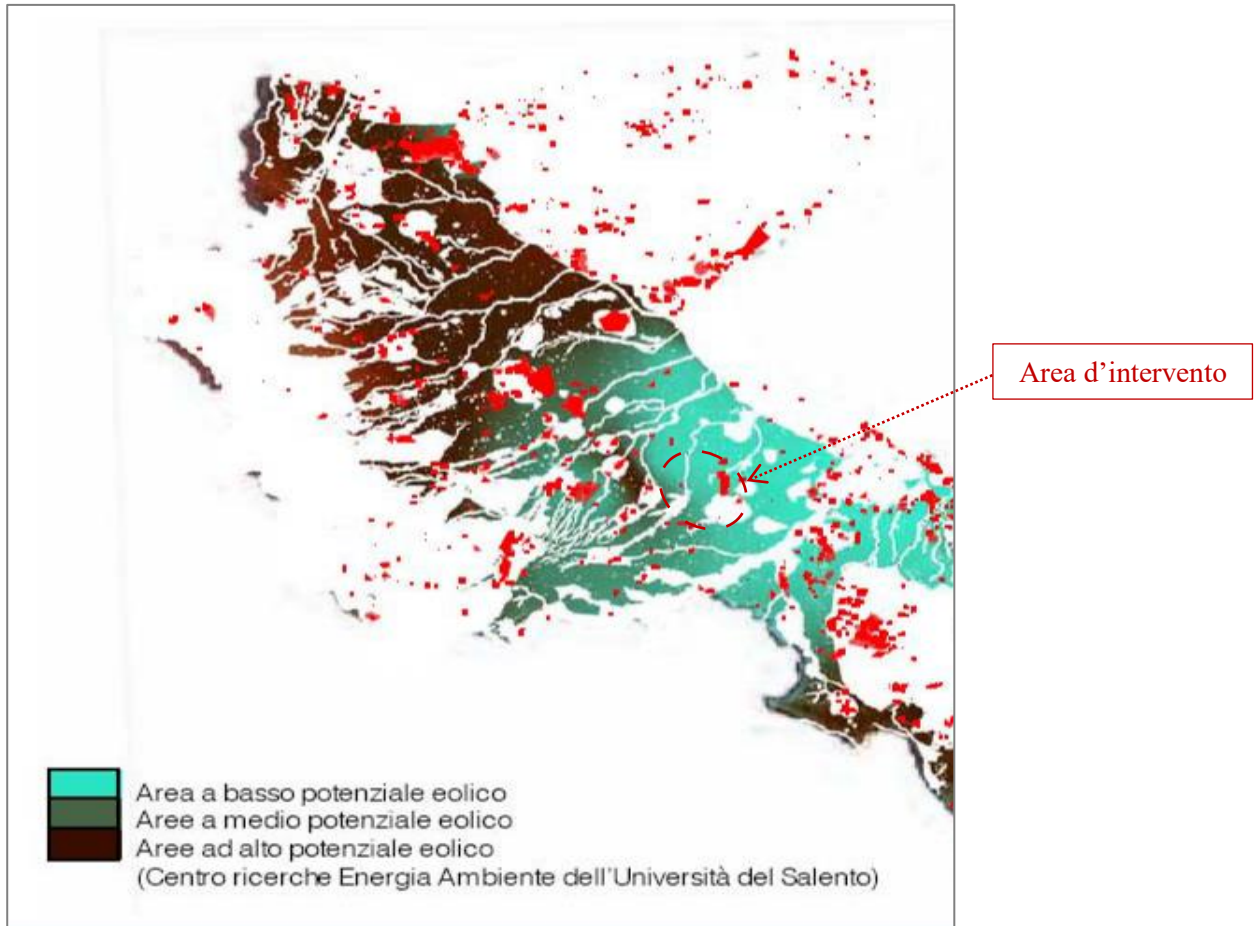 Area d’intervento
Area a basso potenziale eolico
Aree a medio potenziale eolico
Aree ad alto potenziale eolico
(Centro ricerche Energia Ambiente dell'Università del Salento)